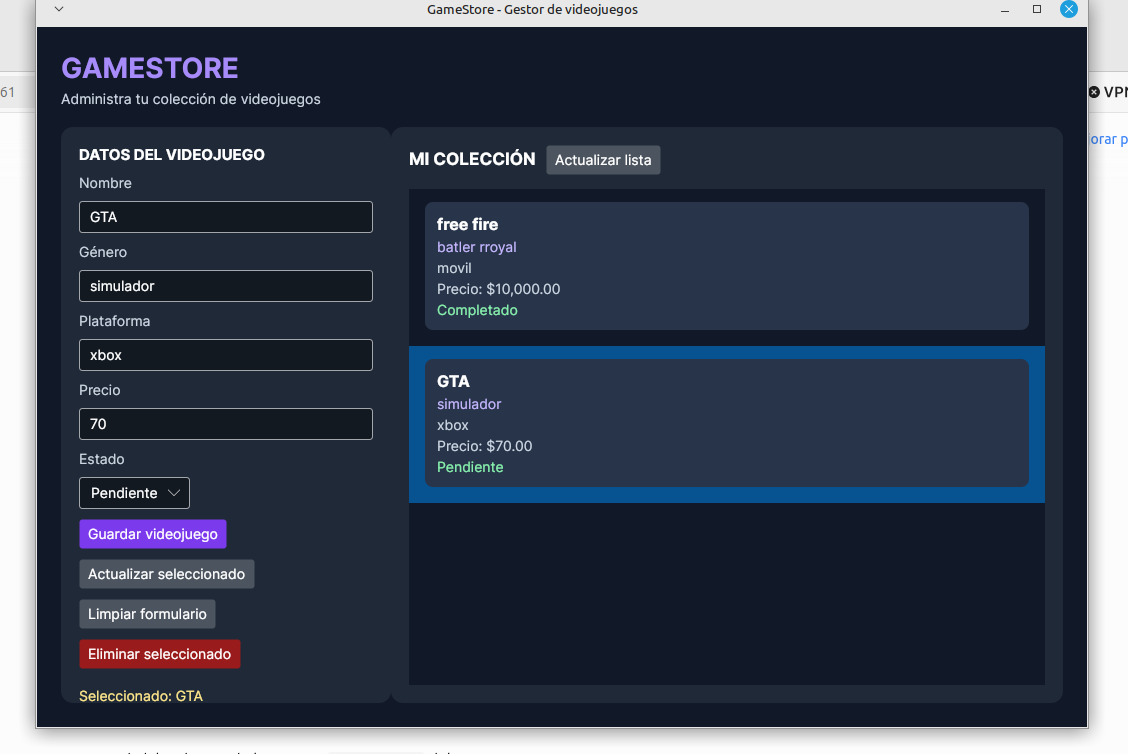 GameStore - Gestor de videojuegos
61
VPN
GAMESTORE
Administra tu colección de videojuegos
orar p
DATOS DEL VIDEOJUEGO
Nombre
GTA
Género
simulador
Plataforma
xbox
Precio
70
Estado
Pendiente
Guardar videojuego
Actualizar seleccionado
Limpiar formulario
Eliminar seleccionado
Seleccionado: GTA
MI COLECCIÓN
Actualizar lista
free fire
batler rroyal
movil
Precio: $10,000.00
Completado
GTA
simulador
xbox
Precio: $70.00
Pendiente